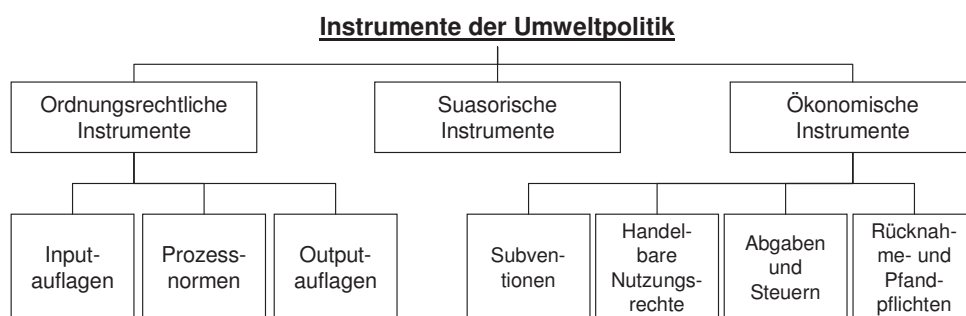 Instrumente der Umweltpolitik
Ordnungsrechtliche
Instrumente
Suasorische
Instrumente
Ökonomische
Instrumente
Input-
auflagen
Prozess-
normen
Output-
auflagen
Subven-
tionen
Handel-
bare
Nutzungs-
rechte
Abgaben
und
Steuern
Rücknah-
me- und
Pfand-
pflichten